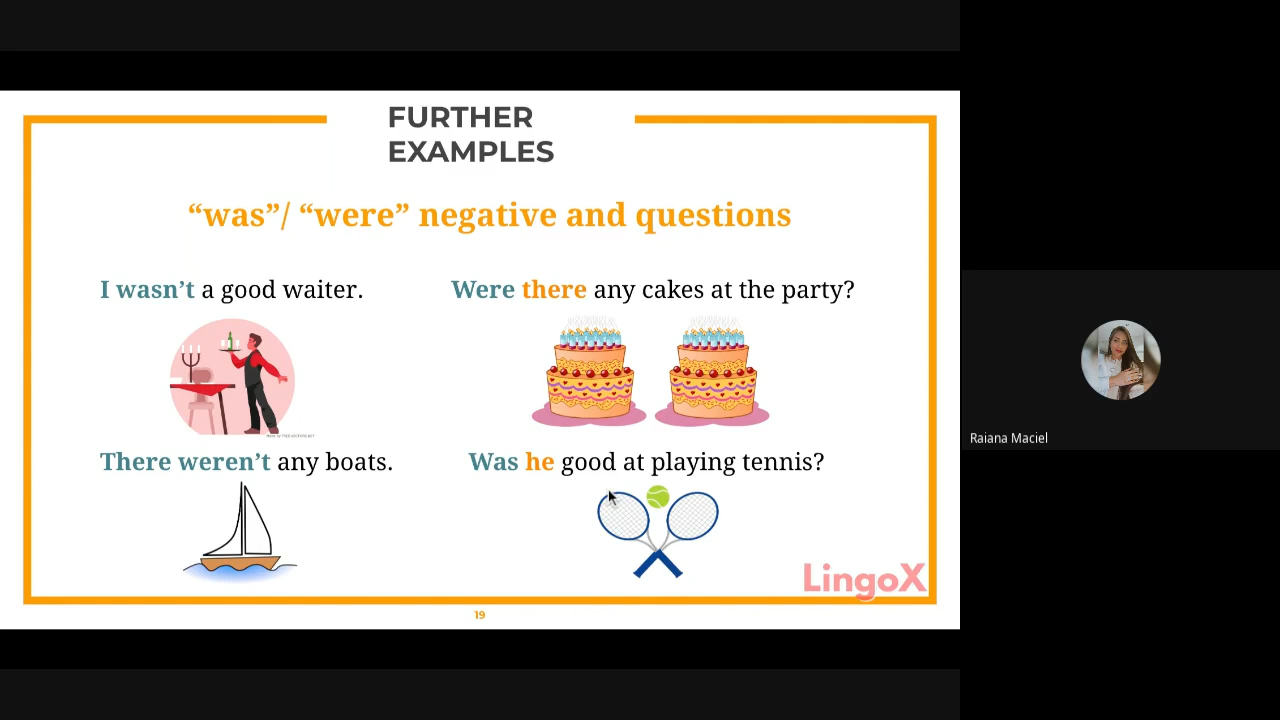 FURTHER
EXAMPLES
“was”/ “were” negative and questions
I wasn’t a good waiter.
Were there any cakes at the party?
There weren’t any boats.
Was he good at playing tennis?
LingoX
19
Raiana Maciel